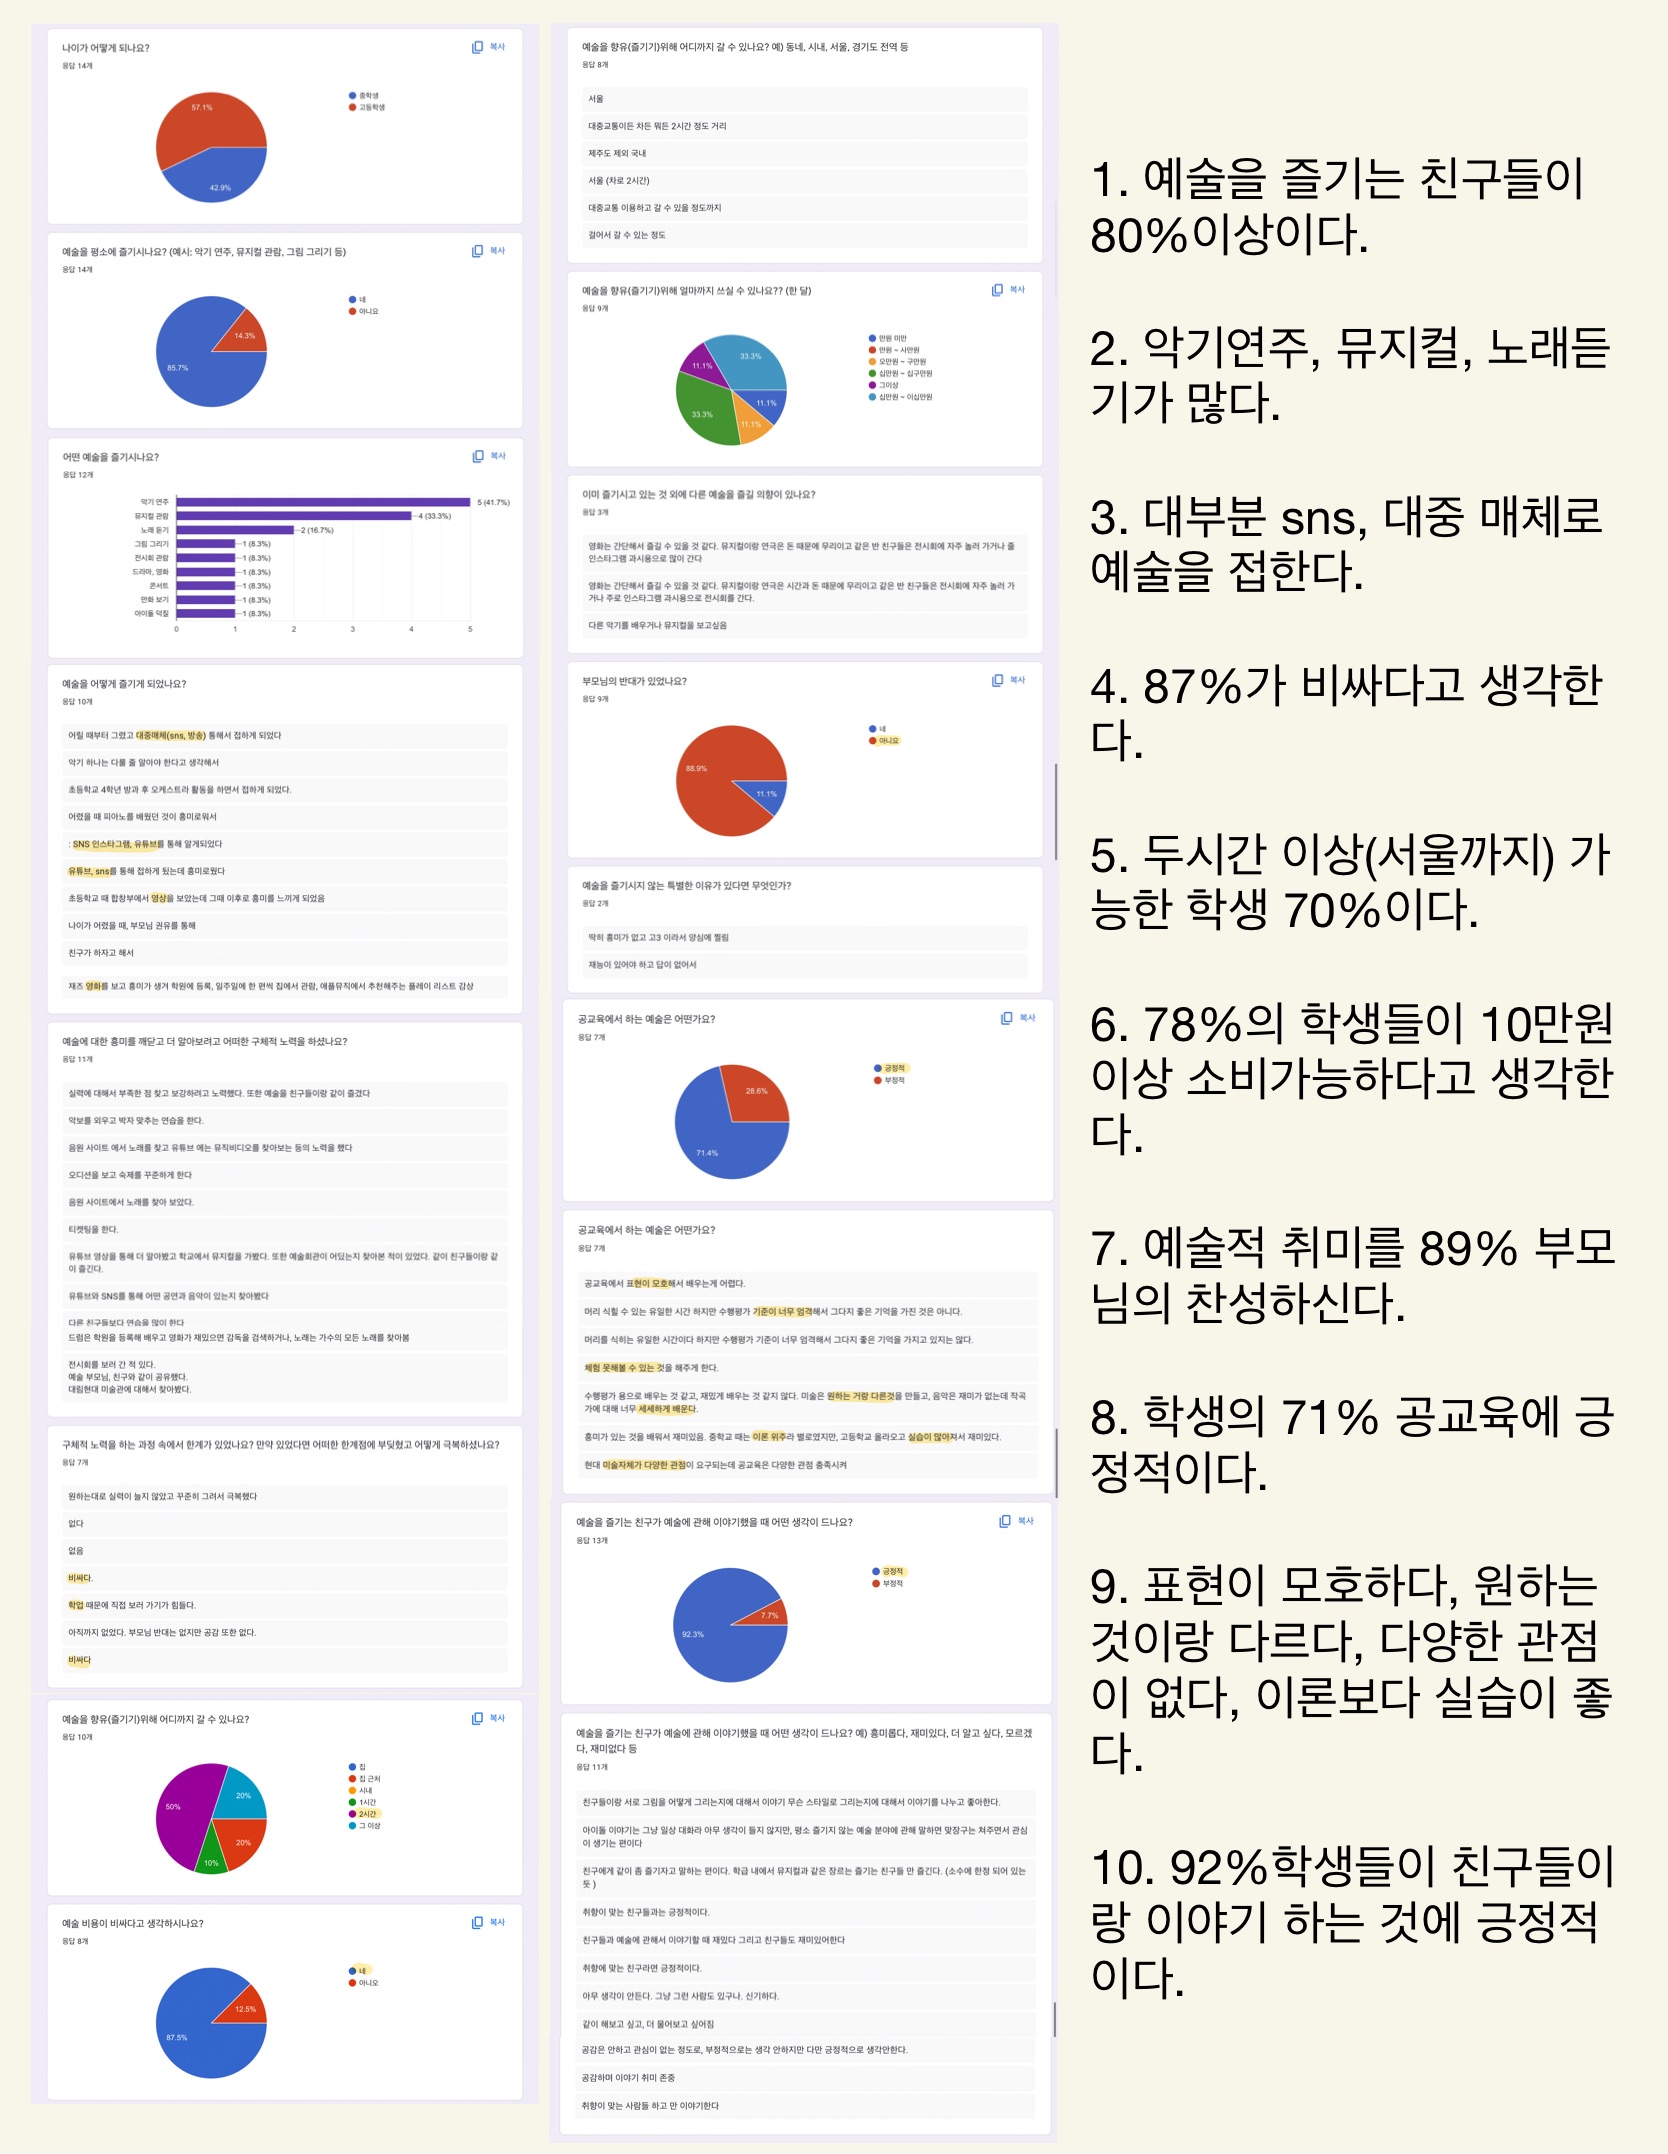 나이가 어떻게 되나요?
복사
응답 14개
57.1%
42.9%
중학생
고등학생
예술을 평소에 즐기시나요? (예시: 악기 연주, 뮤지컬 관람, 그림 그리기 등)
복사
응답 14개
14.3%
85.7%
네
아니요
어떤 예술을 즐기시나요?
복사
응답 12개
악기 연주
5 (41.7%)
뮤지컬 관람
4 (33.3%)
노래 듣기
2 (16.7%)
그림 그리기
1 (8.3%)
전시회 관람
1 (8.3%)
드라마, 영화
1 (8.3%)
콘서트
1 (8.3%)
만화 보기
1 (8.3%)
아이돌 덕질
1 (8.3%)
0 1 2 3 4 5
예술을 어떻게 즐기게 되었나요?
응답 10개
어릴 때부터 그렸고 대중매체(sns, 방송) 통해서 접하게 되었다
악기 하나는 다룰 줄 알아야 한다고 생각해서
초등학교 4학년 방과 후 오케스트라 활동을 하면서 접하게 되었다.
어렸을 때 피아노를 배웠던 것이 흥미로워서
: SNS 인스타그램, 유튜브를 통해 알게되었다
유튜브, sns를 통해 접하게 됐는데 흥미로웠다
초등학교 때 합창부에서 영상을 보았는데 그때 이후로 흥미를 느끼게 되었음
나이가 어렸을 때, 부모님 권유를 통해
친구가 하자고 해서
재즈 영화를 보고 흥미가 생겨 학원에 등록, 일주일에 한 편씩 집에서 관람, 애플뮤직에서 추천해주는 플레이 리스트 감상
예술에 대한 흥미를 깨닫고 더 알아보려고 어떠한 구체적 노력을 하셨나요?
응답 11개
실력에 대해서 부족한 점 찾고 보강하려고 노력했다. 또한 예술을 친구들이랑 같이 즐겼다
악보를 외우고 박자 맞추는 연습을 한다.
음원 사이트 에서 노래를 찾고 유튜브 에는 뮤직비디오를 찾아보는 등의 노력을 했다
오디션을 보고 숙제를 꾸준하게 한다
음원 사이트에서 노래를 찾아 보았다.
티켓팅을 한다.
유튜브 영상을 통해 더 알아봤고 학교에서 뮤지컬을 가봤다. 또한 예술회관이 어딨는지 찾아본 적이 있었다. 같이 친구들이랑 같
이 즐긴다.
유튜브와 SNS를 통해 어떤 공연과 음악이 있는지 찾아봤다
다른 친구들보다 연습을 많이 한다
드럼은 학원을 등록해 배우고 영화가 재밌으면 감독을 검색하거나, 노래는 가수의 모든 노래를 찾아봄
전시회를 보러 간 적 있다.
예술 부모님, 친구와 같이 공유했다.
대림현대 미술관에 대해서 찾아봤다.
구체적 노력을 하는 과정 속에서 한계가 있었나요? 만약 있었다면 어떠한 한계점에 부딪혔고 어떻게 극복하셨나요?
응답 7개
원하는대로 실력이 늘지 않았고 꾸준히 그려서 극복했다
없다
없음
비싸다.
학업 때문에 직접 보러 가기가 힘들다.
아직까지 없었다. 부모님 반대는 없지만 공감 또한 없다.
비싸다
예술을 향유(즐기기)위해 어디까지 갈 수 있나요?
복사
응답 10개
50%
20%
20%
10%
집
집 근처
시내
1시간
2시간
그 이상
예술 비용이 비싸다고 생각하시나요?
복사
응답 8개
12.5%
87.5%
네
아니오
예술을 향유(즐기기)위해 어디까지 갈 수 있나요? 예) 동네, 시내, 서울, 경기도 전역 등
응답 8개
서울
대중교통이든 차든 뭐든 2시간 정도 거리
제주도 제외 국내
서울 (차로 2시간)
대중교통 이용하고 갈 수 있을 정도까지
걸어서 갈 수 있는 정도
예술을 향유(즐기기)위해 얼마까지 쓰실 수 있나요?? (한 달)
복사
응답 9개
33.3%
11.1%
11.1%
33.3%
11.1%
만원 미만
만원 ~ 사만원
오만원 ~ 구만원
십만원 ~ 십구만원
그이상
십만원 ~ 이십만원
이미 즐기시고 있는 것 외에 다른 예술을 즐길 의향이 있나요?
응답 3개
영화는 간단해서 즐길 수 있을 것 같다. 뮤지컬이랑 연극은 돈 때문에 무리이고 같은 반 친구들은 전시회에 자주 놀러 가거나 줄
인스타그램 과시용으로 많이 간다
영화는 간단해서 즐길 수 있을 것 같다. 뮤지컬이랑 연극은 시간과 돈 때문에 무리이고 같은 반 친구들은 전시회에 자주 놀러 가
거나 주로 인스타그램 과시용으로 전시회를 간다.
다른 악기를 배우거나 뮤지컬을 보고싶음
부모님의 반대가 있었나요?
복사
응답 9개
88.9%
11.1%
네
아니요
예술을 즐기시지 않는 특별한 이유가 있다면 무엇인가?
응답 2개
딱히 흥미가 없고 고3 이라서 양심에 찔림
재능이 있어야 하고 답이 없어서
공교육에서 하는 예술은 어떤가요?
복사
응답 7개
28.6%
71.4%
긍정적
부정적
공교육에서 하는 예술은 어떤가요?
응답 7개
공교육에서 표현이 모호해서 배우는게 어렵다.
머리 식힐 수 있는 유일한 시간 하지만 수행평가 기준이 너무 엄격해서 그다지 좋은 기억을 가진 것은 아니다.
머리를 식히는 유일한 시간이다 하지만 수행평가 기준이 너무 엄격해서 그다지 좋은 기억을 가지고 있지는 않다.
체험 못해볼 수 있는 것을 해주게 한다.
수행평가 용으로 배우는 것 같고, 재밌게 배우는 것 같지 않다. 미술은 원하는 거랑 다른것을 만들고, 음악은 재미가 없는데 작곡
가에 대해 너무 세세하게 배운다.
흥미가 있는 것을 배워서 재미있음. 중학교 때는 이론 위주라 별로였지만, 고등학교 올라오고 실습이 많아져서 재미있다.
현대 미술자체가 다양한 관점이 요구되는데 공교육은 다양한 관점 충족시켜
예술을 즐기는 친구가 예술에 관해 이야기했을 때 어떤 생각이 드나요?
복사
응답 13개
7.7%
92.3%
긍정적
부정적
예술을 즐기는 친구가 예술에 관해 이야기했을 때 어떤 생각이 드나요? 예) 흥미롭다, 재미있다, 더 알고 싶다, 모르겠
다, 재미없다 등
응답 11개
친구들이랑 서로 그림을 어떻게 그리는지에 대해서 이야기 무슨 스타일로 그리는지에 대해서 이야기를 나누고 좋아한다.
아이돌 이야기는 그냥 일상 대화라 아무 생각이 들지 않지만, 평소 즐기지 않는 예술 분야에 관해 말하면 맞장구는 쳐주면서 관심
이 생기는 편이다
친구에게 같이 좀 즐기자고 말하는 편이다. 학급 내에서 뮤지컬과 같은 장르는 즐기는 친구들 만 즐긴다. (소수에 한정 되어 있는
듯 )
취향이 맞는 친구들과는 긍정적이다.
친구들과 예술에 관해서 이야기할 때 재밌다 그리고 친구들도 재미있어한다
취향에 맞는 친구라면 긍정적이다.
아무 생각이 안든다. 그냥 그런 사람도 있구나. 신기하다.
같이 해보고 싶고, 더 물어보고 싶어짐
공감은 안하고 관심이 없는 정도로, 부정적으로는 생각 안하지만 다만 긍정적으로 생각안한다.
공감하며 이야기 취미 존중
취향이 맞는 사람들 하고 만 이야기한다
1. 예술을 즐기는 친구들이
80%이상이다.
2. 악기연주, 뮤지컬, 노래듣
기가 많다.
3. 대부분 sns, 대중 매체로
예술을 접한다.
4. 87%가 비싸다고 생각한
다.
5. 두시간 이상(서울까지) 가
능한 학생 70%이다.
6. 78%의 학생들이 10만원
이상 소비가능하다고 생각한
다.
7. 예술적 취미를 89% 부모
님의 찬성하신다.
8. 학생의 71% 공교육에 긍
정적이다.
9. 표현이 모호하다, 원하는
것이랑 다르다, 다양한 관점
이 없다, 이론보다 실습이 좋
다.
10. 92%학생들이 친구들이
랑 이야기 하는 것에 긍정적
이다.